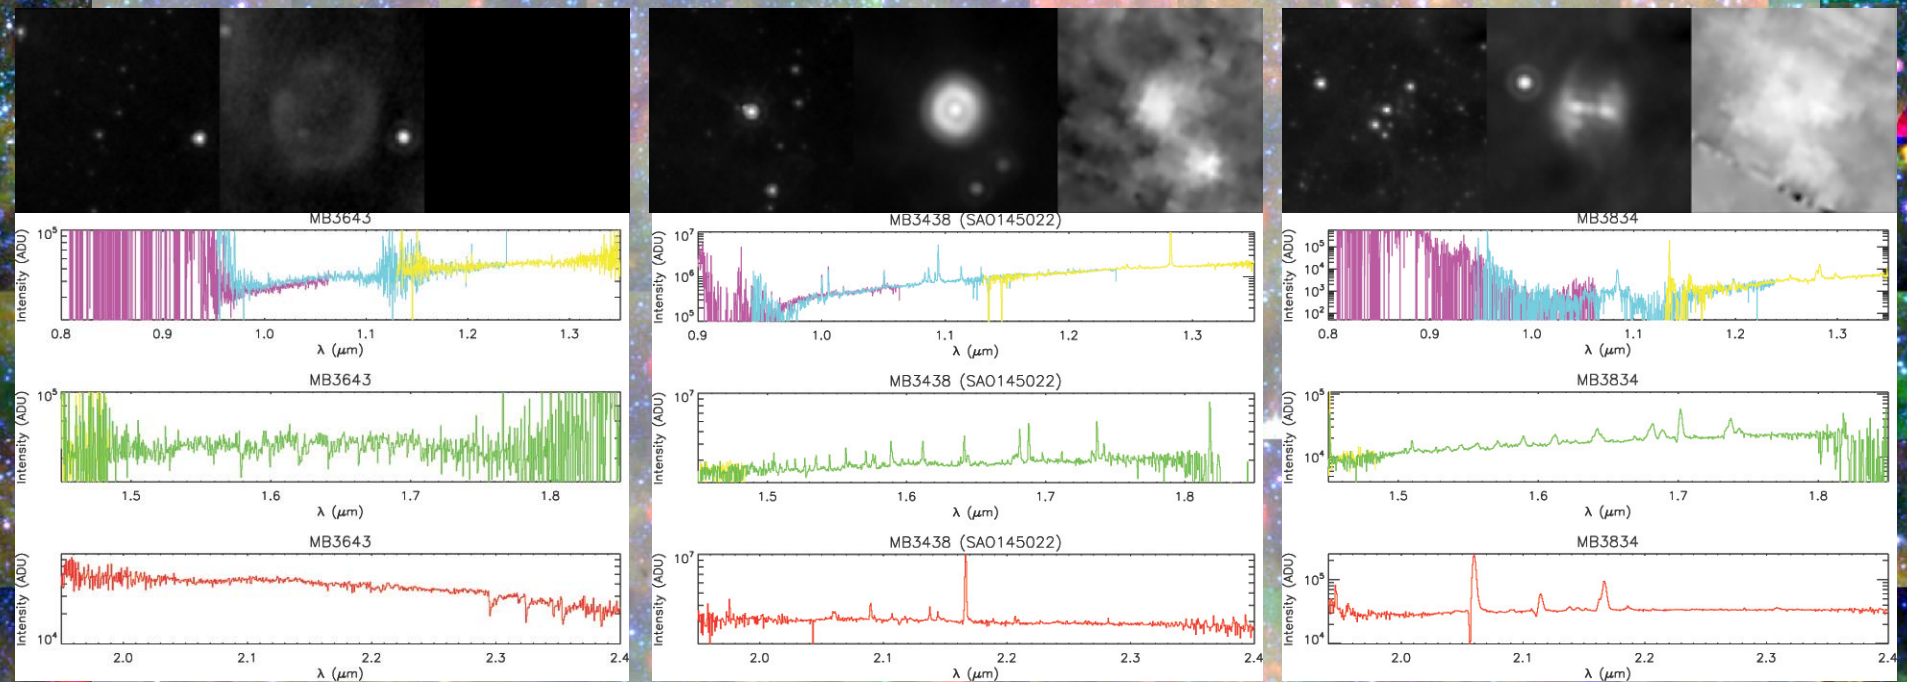 MB3643
10⁵
Intensity (ADU)
0.8 0.9 1.0 1.1 1.2 1.3
λ (μm)
MB3643
10⁵
Intensity (ADU)
1.5 1.6 1.7 1.8
λ (μm)
MB3643
Intensity (ADU)
10⁴
2.0 2.1 2.2 2.3 2.4
λ (μm)
MB3438 (SAO145022)
10⁷
10⁶
10⁵
Intensity (ADU)
0.9 1.0 1.1 1.2 1.3
λ (μm)
MB3438 (SAO145022)
10⁷
Intensity (ADU)
1.5 1.6 1.7 1.8
λ (μm)
MB3438 (SAO145022)
10⁷
Intensity (ADU)
2.0 2.1 2.2 2.3 2.4
λ (μm)
MB3834
10⁵
10⁴
10³
10²
Intensity (ADU)
0.8 0.9 1.0 1.1 1.2 1.3
λ (μm)
MB3834
10⁵
10⁴
Intensity (ADU)
1.5 1.6 1.7 1.8
λ (μm)
MB3834
10⁵
10⁴
Intensity (ADU)
2.0 2.1 2.2 2.3 2.4
λ (μm)